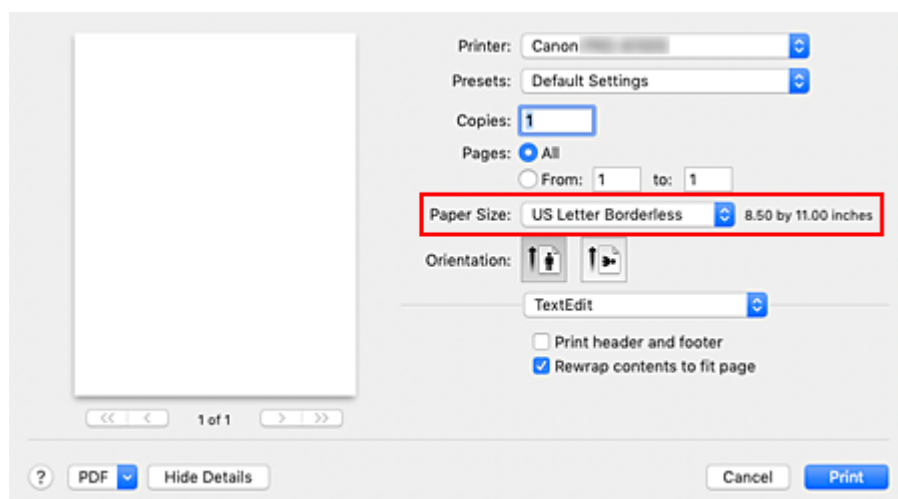 Printer: Canon
Presets: Default Settings
Copies: 1
Pages: All
From: 1 to: 1
Paper Size: US Letter Borderless 8.50 by 11.00 inches
Orientation:
TextEdit
Print header and footer
Rewrap contents to fit page
<< < 1 of 1 > >>
? PDF Hide Details Cancel Print